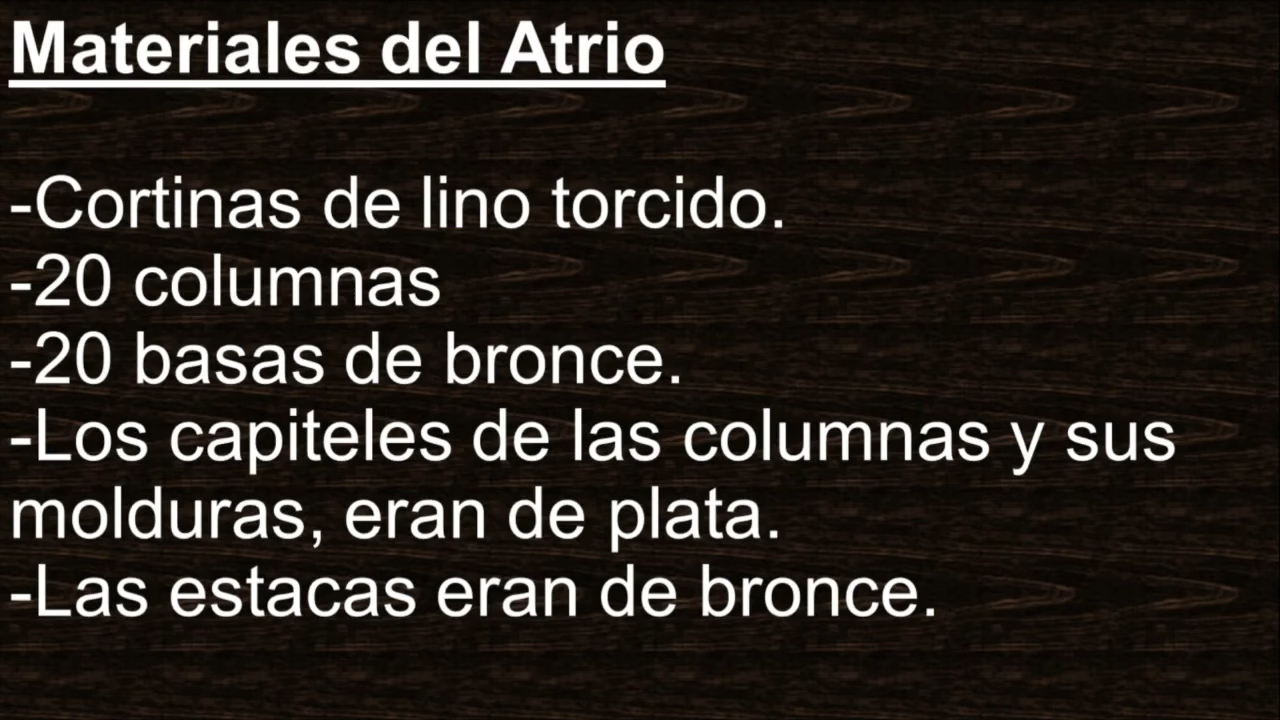 Materiales del Atrio
-Cortinas de lino torcido.
-20 columnas
-20 basas de bronce.
-Los capiteles de las columnas y sus
molduras, eran de plata.
-Las estacas eran de bronce.